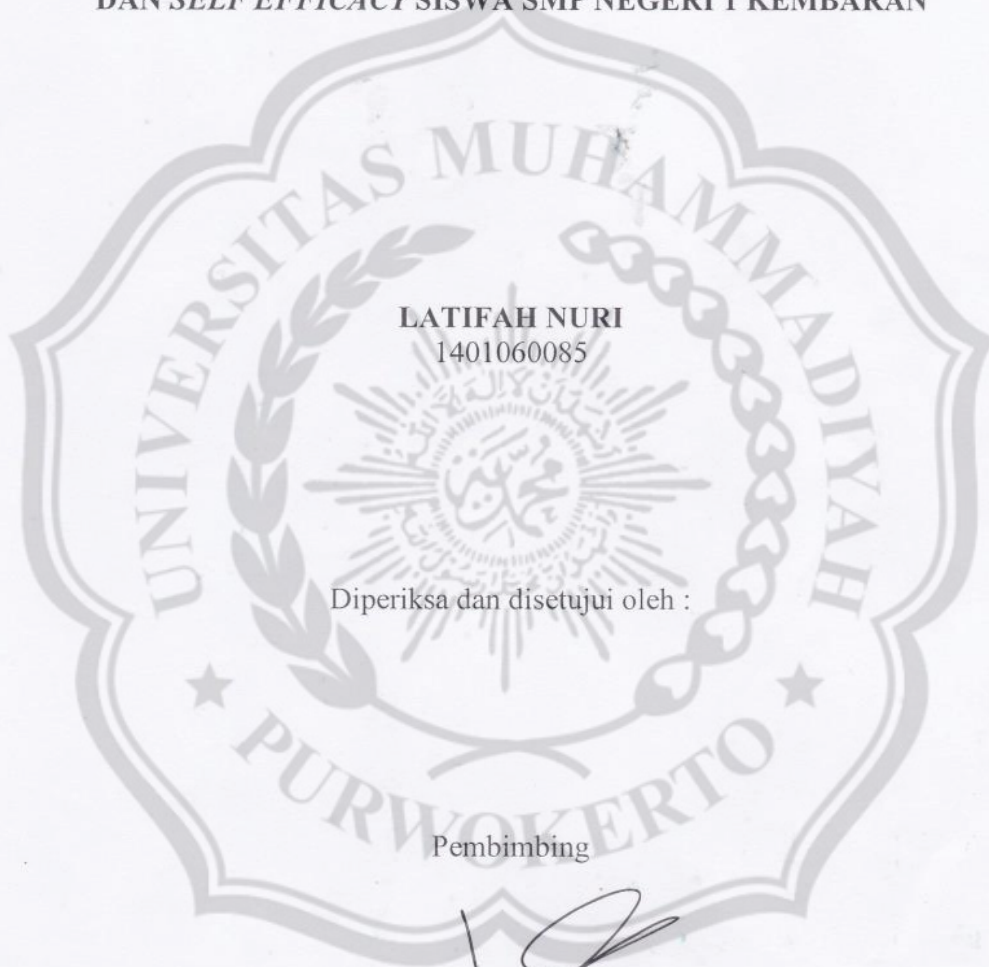 DAN SELF EFFICACY SISWA SMP NEGERI 1 KEMBARAN
UNIVERSITAS MUHAMMADIYAH
LATIFAH NURI
1401060085
Diperiksa dan disetujui oleh :
PURWOKERTO
Pembimbing